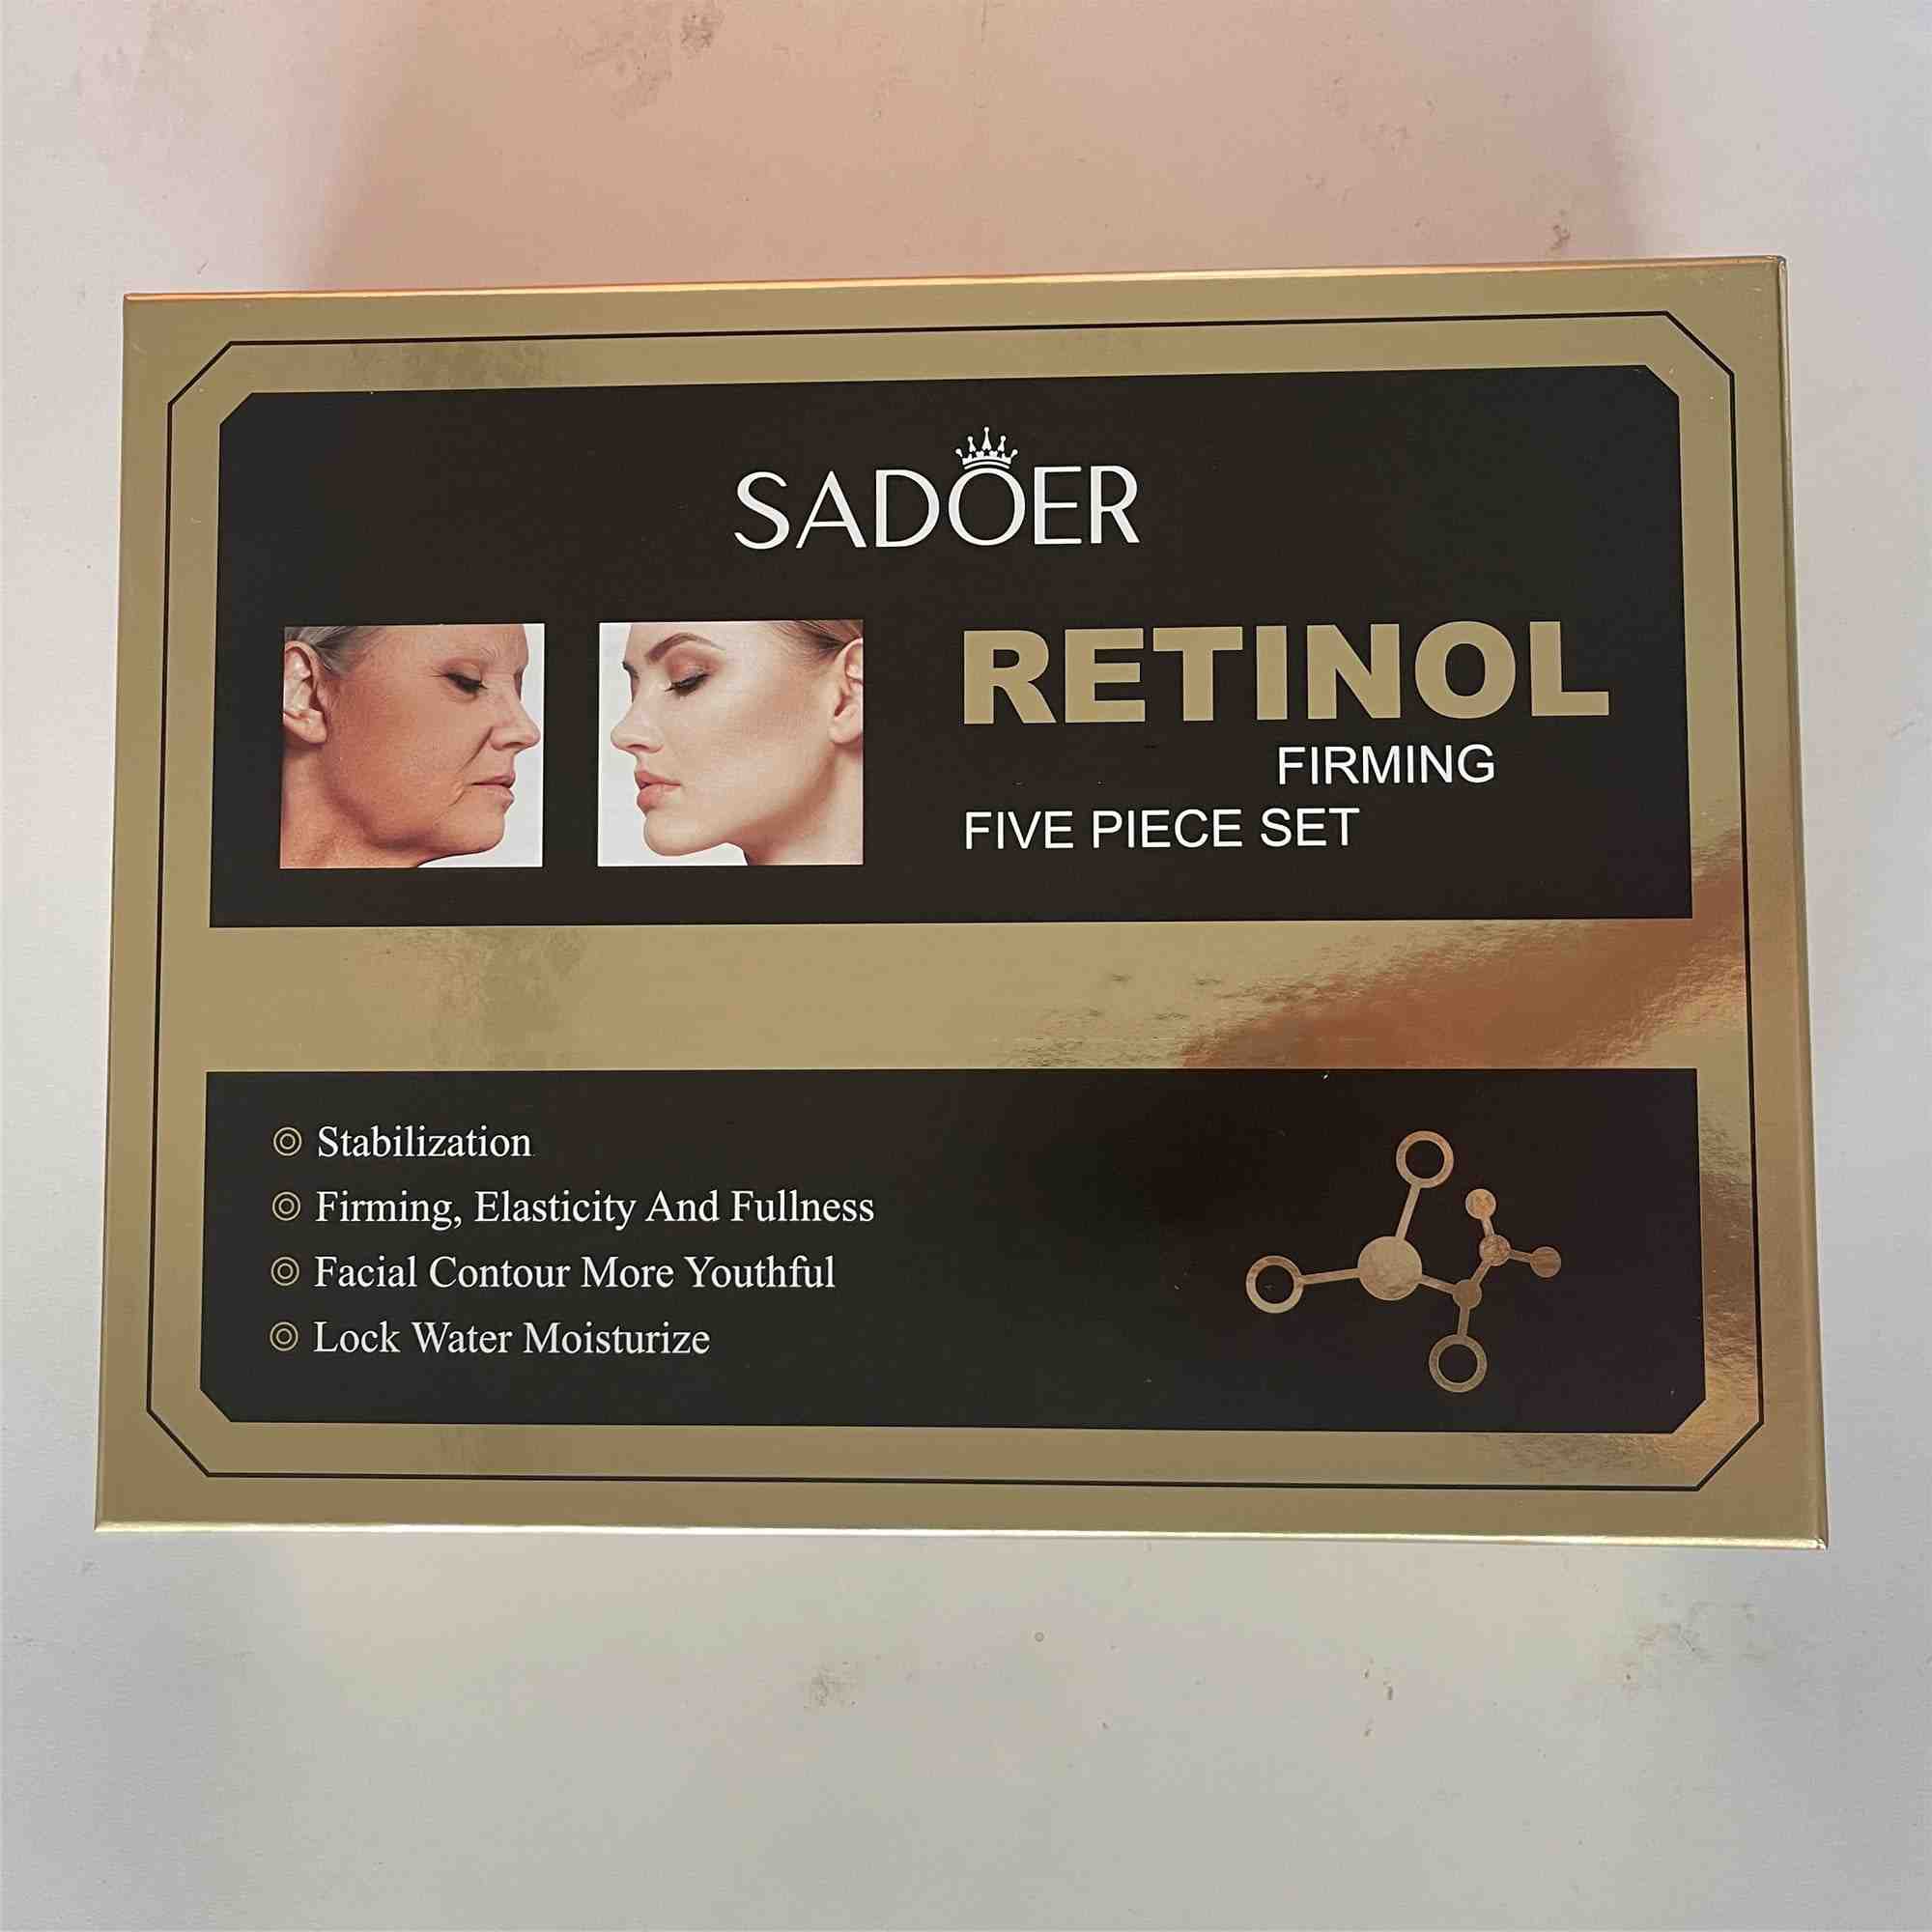 SADOER
RETINOL
FIRMING
FIVE PIECE SET
Stabilization
Firming, Elasticity And Fullness
Facial Contour More Youthful
Lock Water Moisturize